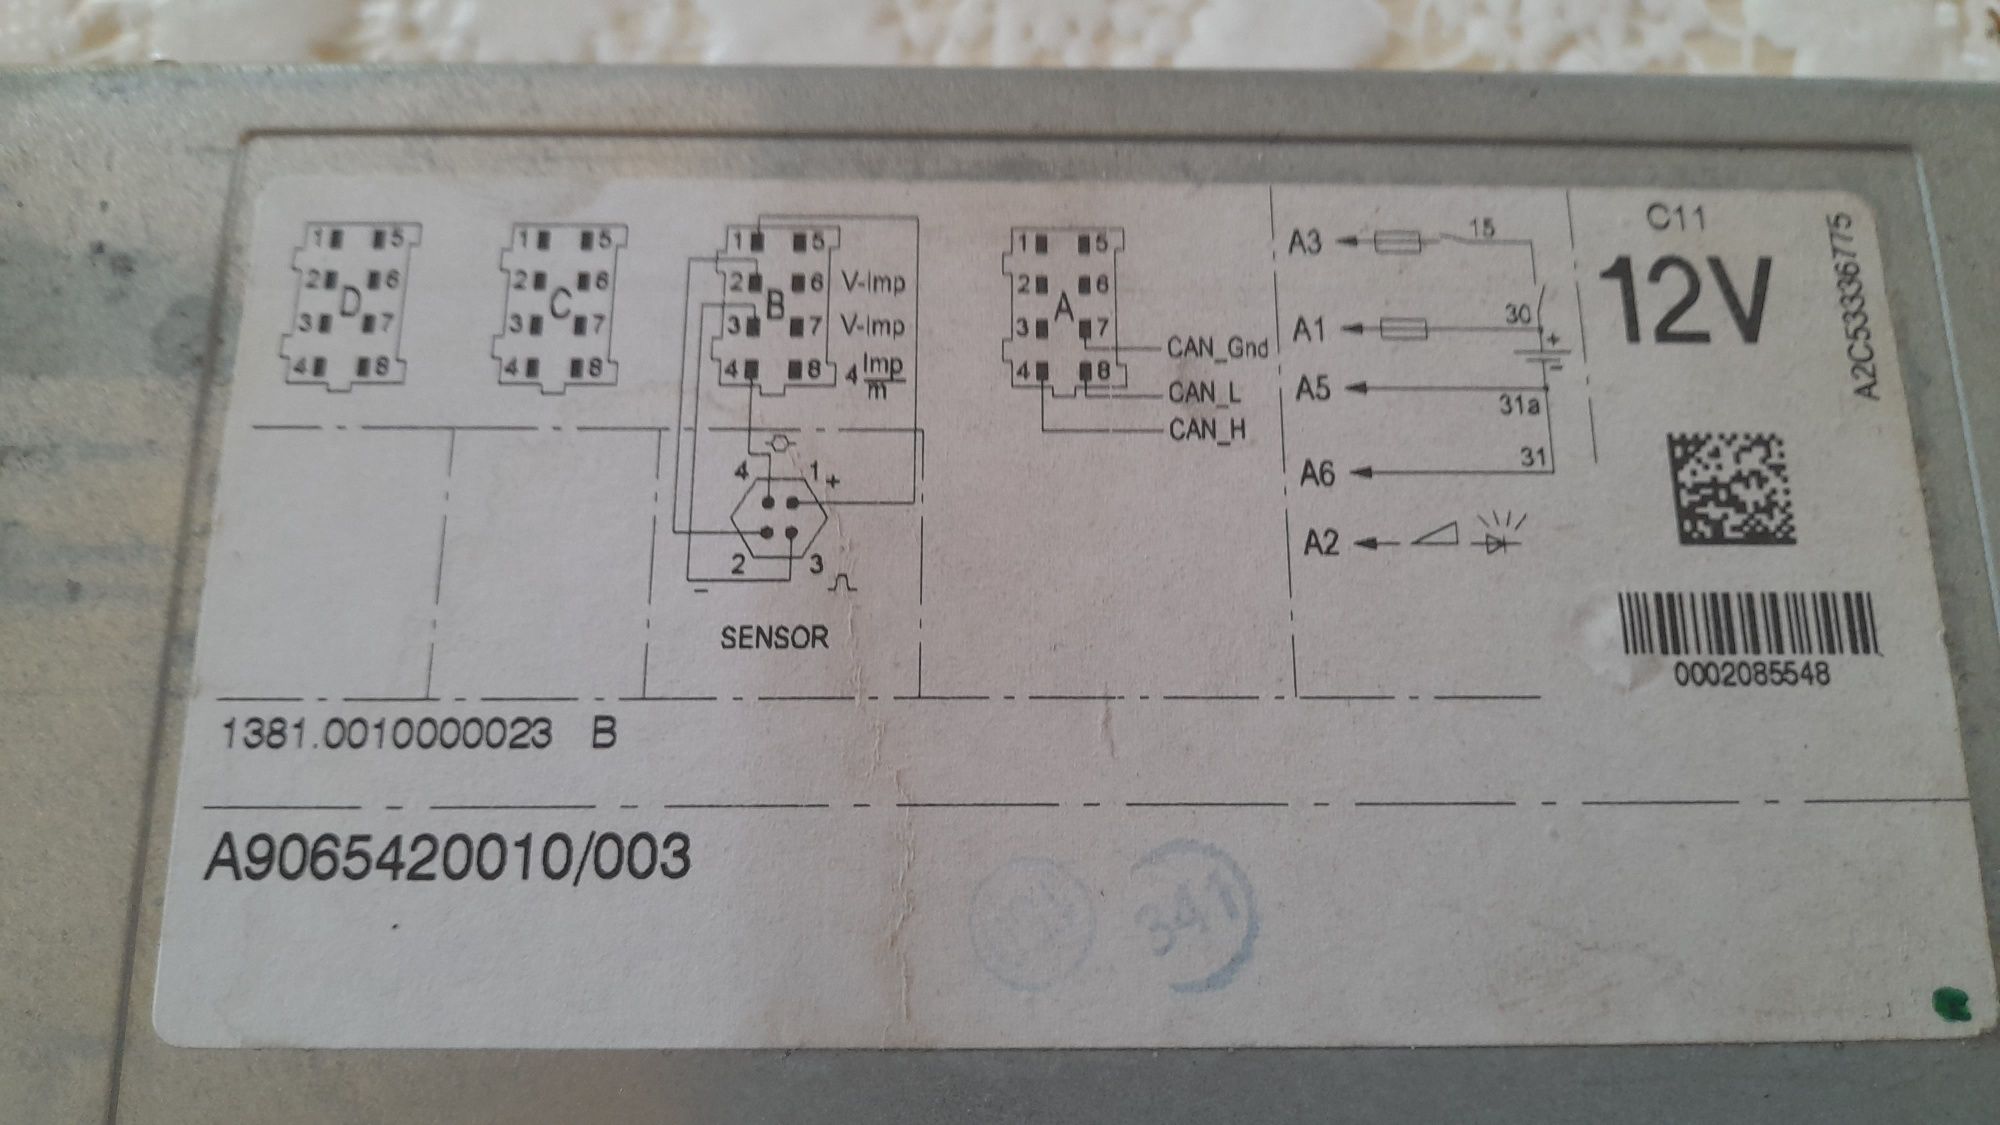 1 5
2 6
D
3 7
4 8
1 5
2 6
C
3 7
4 8
1 5
2 6 V-Imp
B
3 7 V-Imp
4 8 4 Imp/m
4 1 +
2 3
-
SENSOR
1 5
2 6
A
3 7
4 8
CAN_Gnd
CAN_L
CAN_H
A3 15
A1 30
+
-
A5 31a
A6 31
A2
C11
12V
A2C53336775
0002085548
1381.0010000023 B
A9065420010/003
341